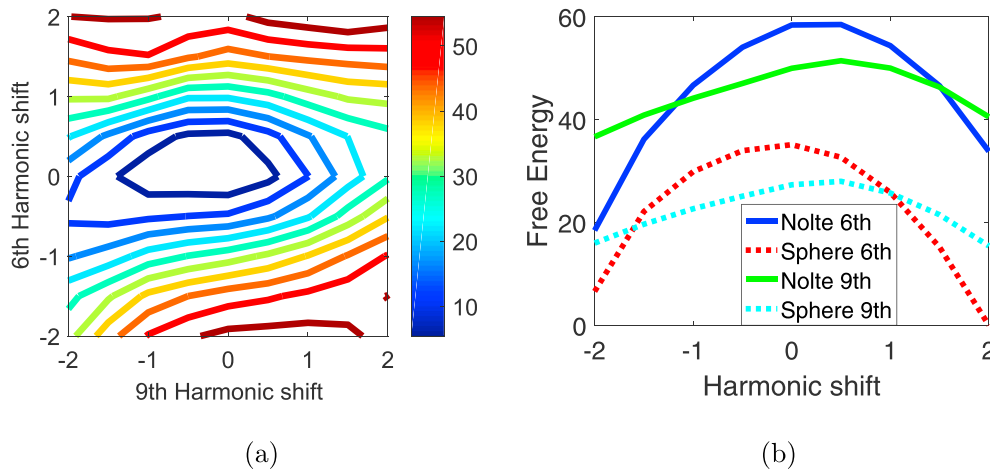 2
1
0
-1
-2
6th Harmonic shift
-2 -1 0 1 2
9th Harmonic shift
50
40
30
20
10
(a)
60
40
20
0
Free Energy
Nolte 6th
Sphere 6th
Nolte 9th
Sphere 9th
-2 -1 0 1 2
Harmonic shift
(b)